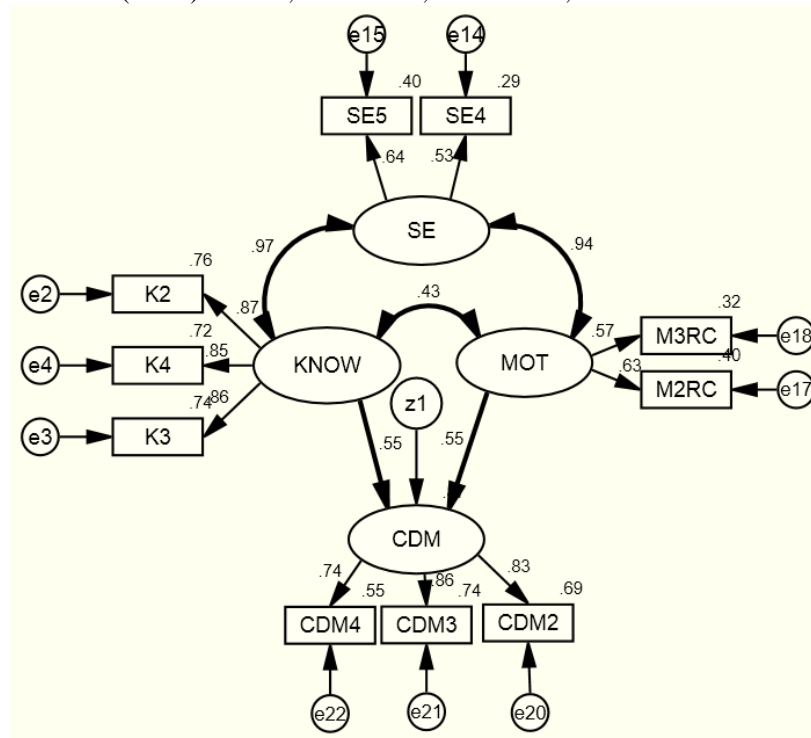 e15 e14
.40 .29
SE5 SE4
.64 .53
SE
.97 .94
.76 .43 .32
e2 K2 .87 .57 M3RC e18
.72 KNOW MOT .40
e4 K4 .85 .63 M2RC e17
.74 .86 z1
e3 K3
.55 .55
CDM
.74 .86 .83
.55 .74 .69
CDM4 CDM3 CDM2
e22 e21 e20